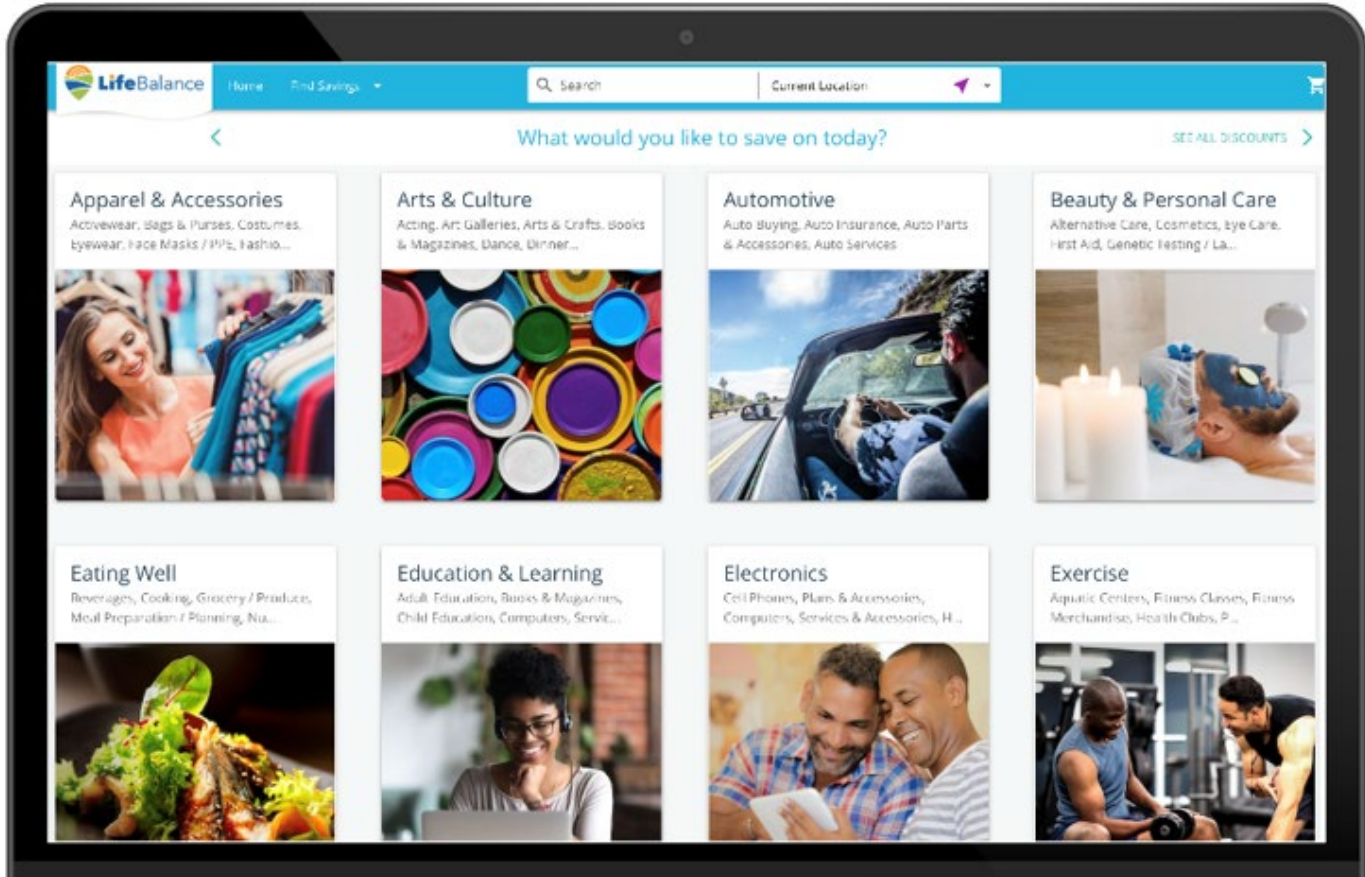 LifeBalance Home Find Savings Search Current Location
What would you like to save on today? SEE ALL DISCOUNTS
Apparel & Accessories
Activewear, Bags & Purses, Costumes,
Eyewear, Face Masks / PPE, Fashio...
Arts & Culture
Acting, Art Galleries, Arts & Crafts, Books
& Magazines, Dance, Dinner...
Automotive
Auto Buying, Auto Insurance, Auto Parts
& Accessories, Auto Services
Beauty & Personal Care
Alternative Care, Cosmetics, Eye Care,
First Aid, Genetic Testing / La...
Eating Well
Beverages, Cooking, Grocery / Produce,
Meal Preparation / Planning, Nu...
Education & Learning
Adult Education, Books & Magazines,
Child Education, Computers, Servic...
Electronics
Cell Phones, Plans & Accessories,
Computers, Services & Accessories, H...
Exercise
Aquatic Centers, Fitness Classes, Fitness
Merchandise, Health Clubs, P...